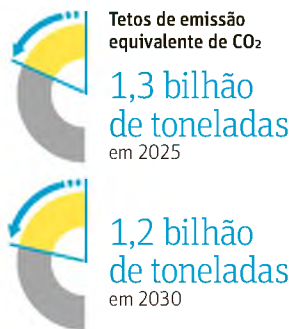 Tetos de emissão
equivalente de CO₂
1,3 bilhão
de toneladas
em 2025
1,2 bilhão
de toneladas
em 2030